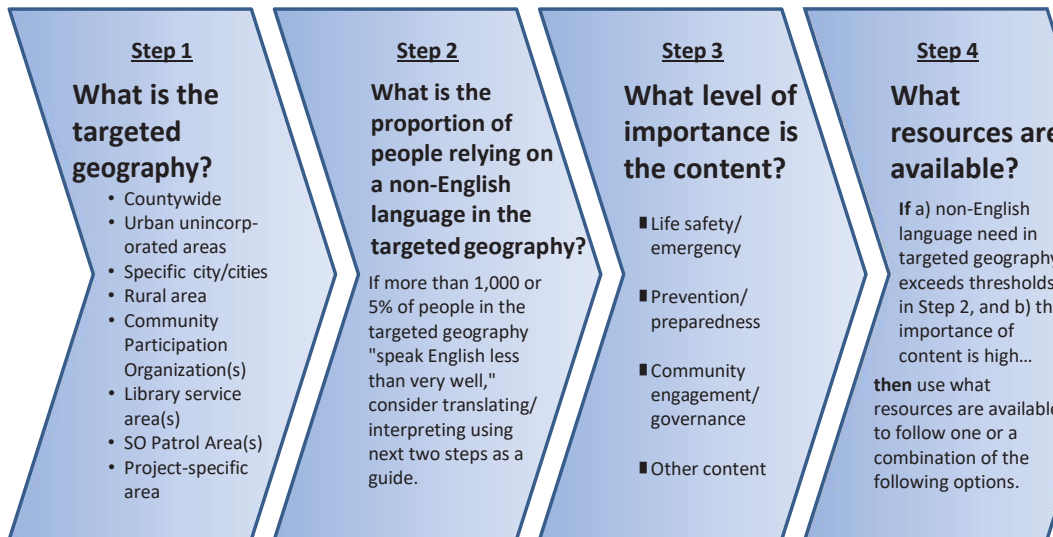 Step 1
What is the
targeted
geography?
• Countywide
• Urban unincorp-
orated areas
• Specific city/cities
• Rural area
• Community
Participation
Organization(s)
• Library service
area(s)
• SO Patrol Area(s)
• Project-specific
area
Step 2
What is the
proportion of
people relying on
a non-English
language in the
targeted geography?
If more than 1,000 or
5% of people in the
targeted geography
"speak English less
than very well,"
consider translating/
interpreting using
next two steps as a
guide.
Step 3
What level of
importance is
the content?
▪ Life safety/
emergency
▪ Prevention/
preparedness
▪ Community
engagement/
governance
▪ Other content
Step 4
What
resources are
available?
If a) non-English
language need in
targeted geography
exceeds thresholds
in Step 2, and b) th
importance of
content is high...
then use what
resources are available
to follow one or a
combination of the
following options.